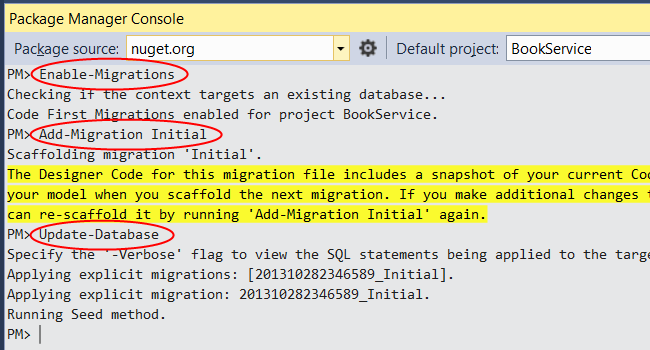 Package Manager Console
Package source: nuget.org Default project: BookService
PM> Enable-Migrations
Checking if the context targets an existing database...
Code First Migrations enabled for project BookService.
PM> Add-Migration Initial
Scaffolding migration 'Initial'.
The Designer Code for this migration file includes a snapshot of your current Cod
your model when you scaffold the next migration. If you make additional changes t
can re-scaffold it by running 'Add-Migration Initial' again.
PM> Update-Database
Specify the '-Verbose' flag to view the SQL statements being applied to the targe
Applying explicit migrations: [201310282346589_Initial].
Applying explicit migration: 201310282346589_Initial.
Running Seed method.
PM>